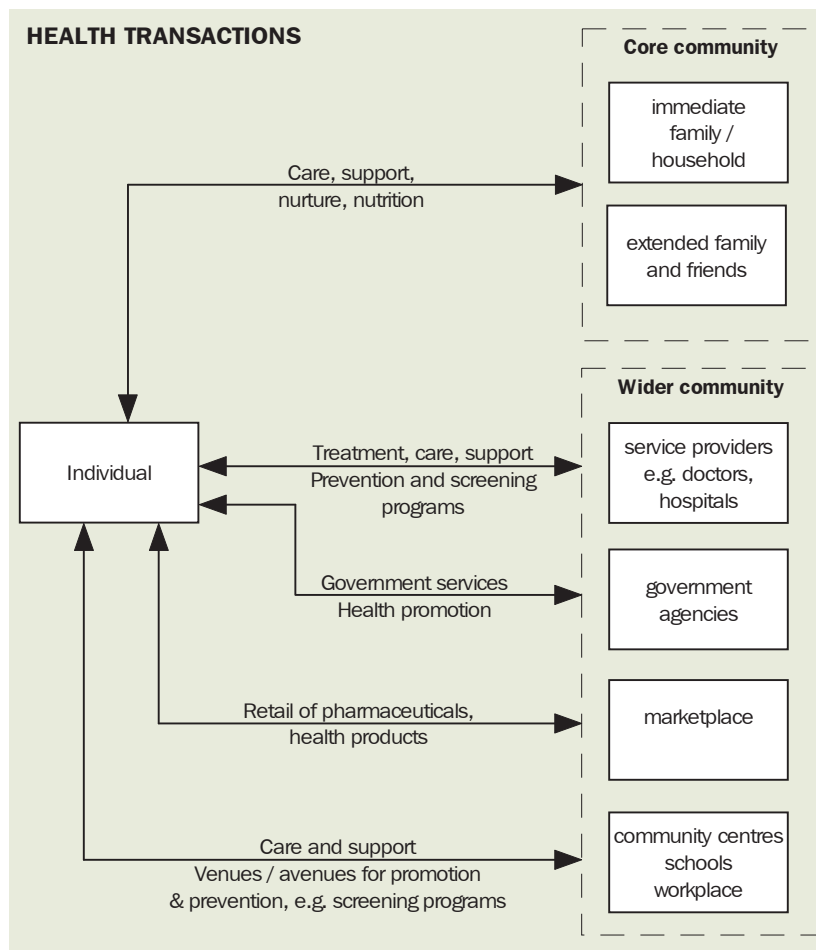 HEALTH TRANSACTIONS
Core community
immediate
family /
household
Care, support,
nurture, nutrition
extended family
and friends
Wider community
Individual
Treatment, care, support
Prevention and screening
programs
service providers
e.g. doctors,
hospitals
Government services
Health promotion
government
agencies
Retail of pharmaceuticals,
health products
marketplace
Care and support
Venues / avenues for promotion
& prevention, e.g. screening programs
community centres
schools
workplace